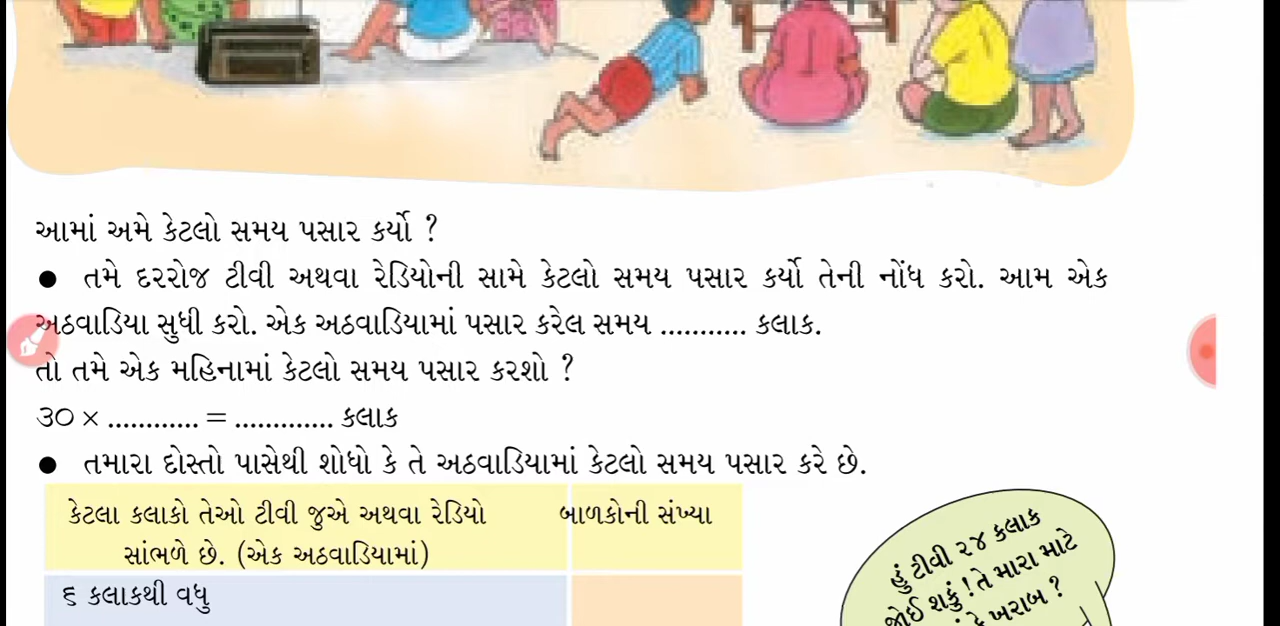 આમાં અમે કેટલો સમય પસાર કર્યો ?
● તમે દરરોજ ટીવી અથવા રેડિયોની સામે કેટલો સમય પસાર કર્યો તેની નોંધ કરો. આમ એક
અઠવાડિયા સુધી કરો. એક અઠવાડિયામાં પસાર કરેલ સમય ........... કલાક.
તો તમે એક મહિનામાં કેટલો સમય પસાર કરશો ?
૩૦ × ............ = ............. કલાક
● તમારા દોસ્તો પાસેથી શોધો કે તે અઠવાડિયામાં કેટલો સમય પસાર કરે છે.
કેટલા કલાકો તેઓ ટીવી જુએ અથવા રેડિયો
સાંભળે છે. (એક અઠવાડિયામાં)
બાળકોની સંખ્યા
૬ કલાકથી વધુ
હું ટીવી ૨૪ કલાક
જોઈ શકું ! તે મારા માટે
કે ખરાબ ?